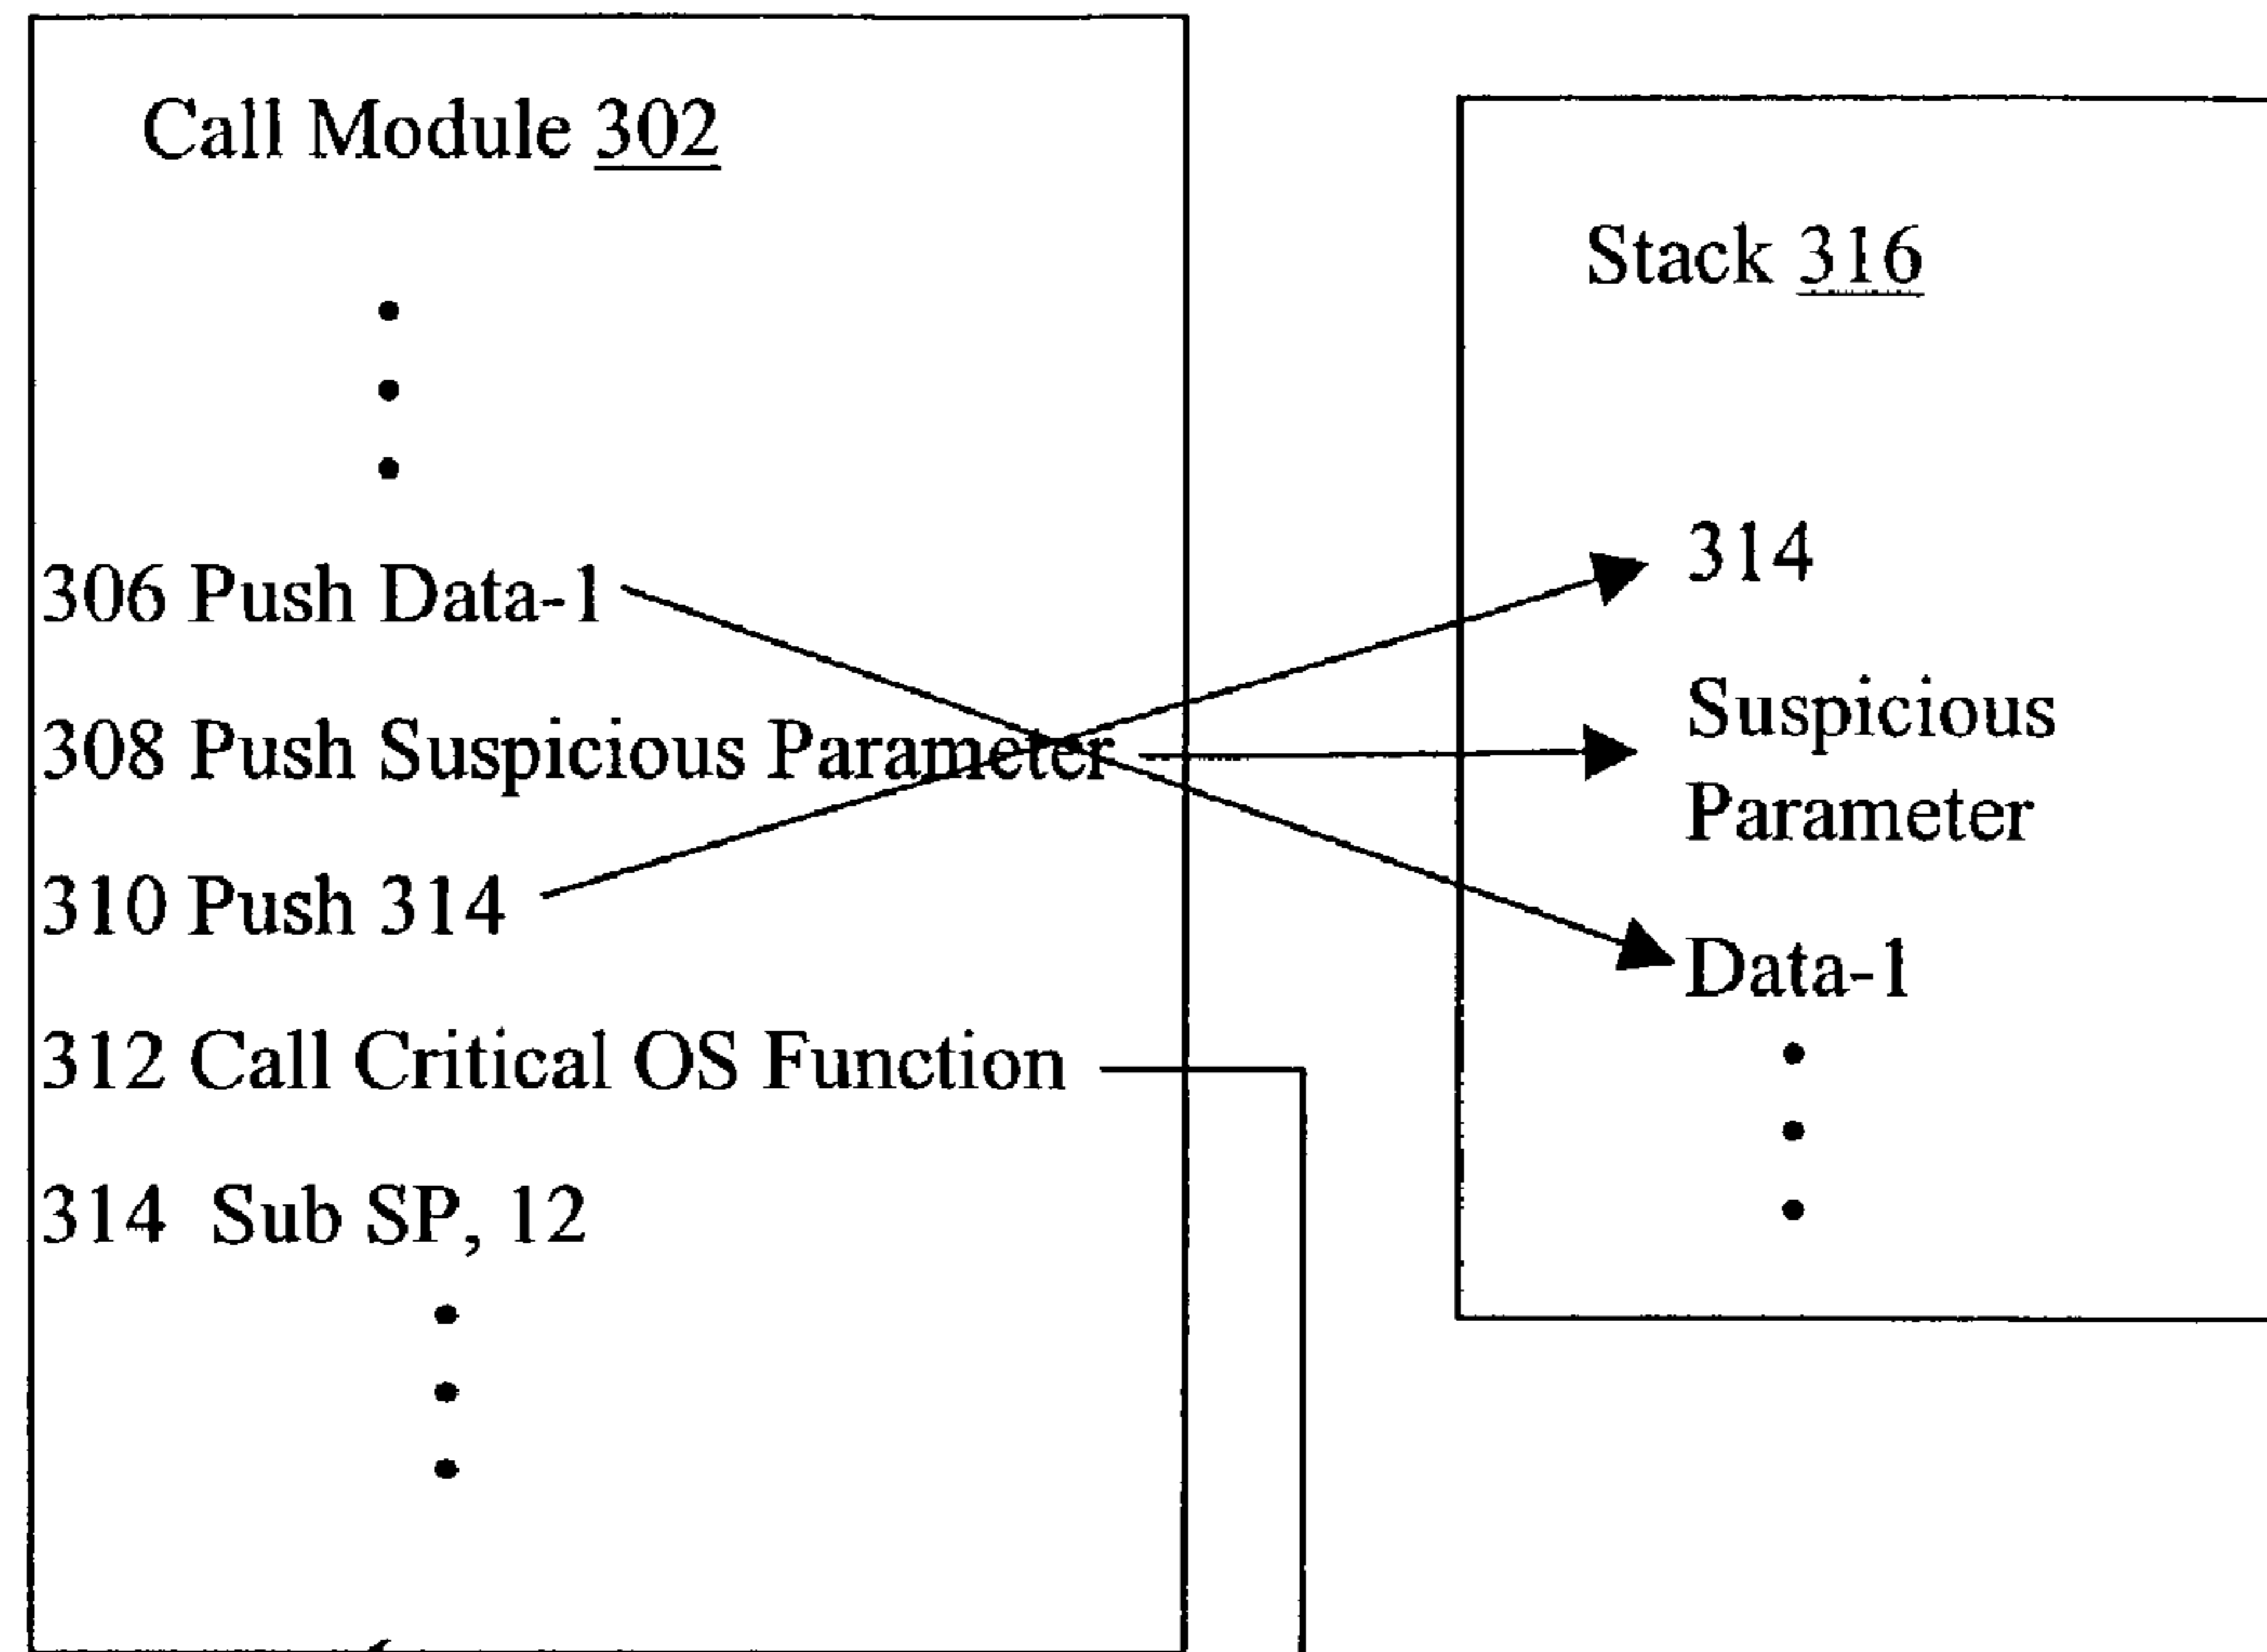 Call Module 302
306 Push Data-1
308 Push Suspicious Parameter
310 Push 314
312 Call Critical OS Function
314 Sub SP, 12
Stack 316
314
Suspicious
Parameter
Data-1